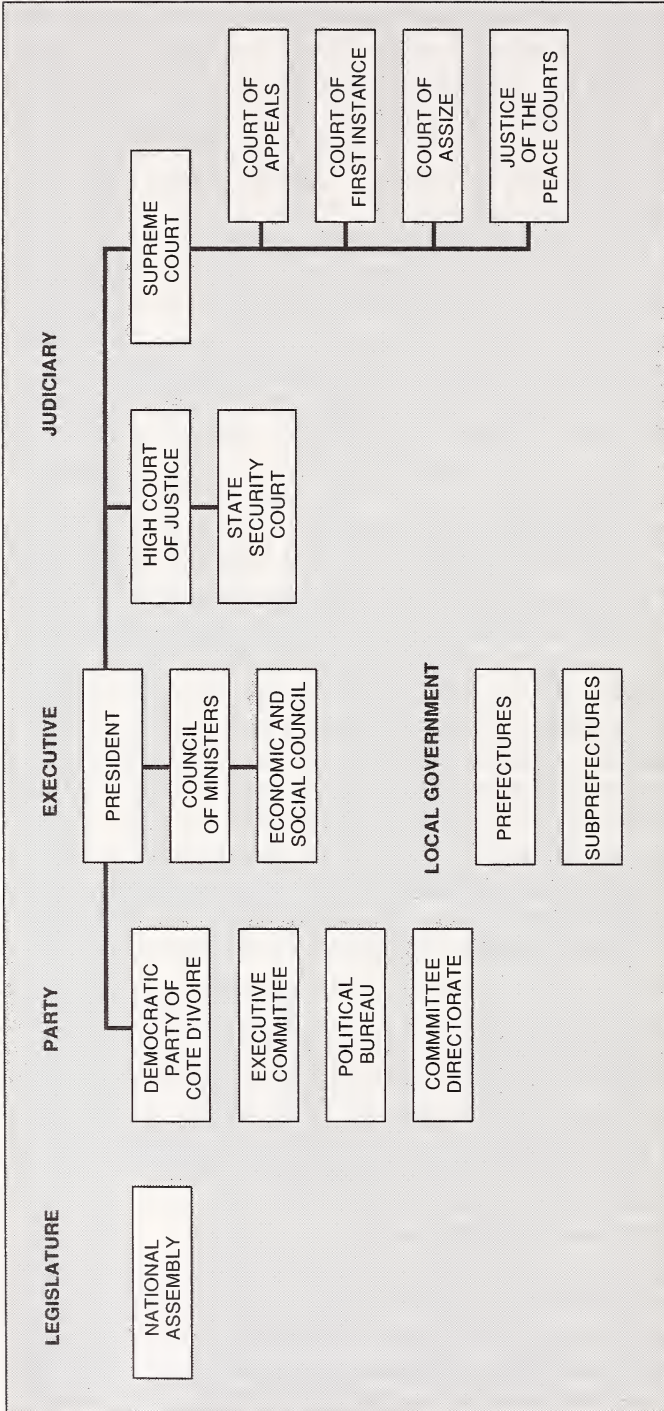 LEGISLATURE
NATIONAL
ASSEMBLY
PARTY
DEMOCRATIC
PARTY OF
COTE D'IVOIRE
EXECUTIVE
COMMITTEE
POLITICAL
BUREAU
COMMMITTEE
DIRECTORATE
EXECUTIVE
PRESIDENT
COUNCIL
OF MINISTERS
ECONOMIC AND
SOCIAL COUNCIL
LOCAL GOVERNMENT
PREFECTURES
SUBPREFECTURES
JUDICIARY
HIGH COURT
OF JUSTICE
STATE
SECURITY
COURT
SUPREME
COURT
COURT OF
APPEALS
COURT OF
FIRST INSTANCE
COURT OF
ASSIZE
JUSTICE
OF THE
PEACE COURTS